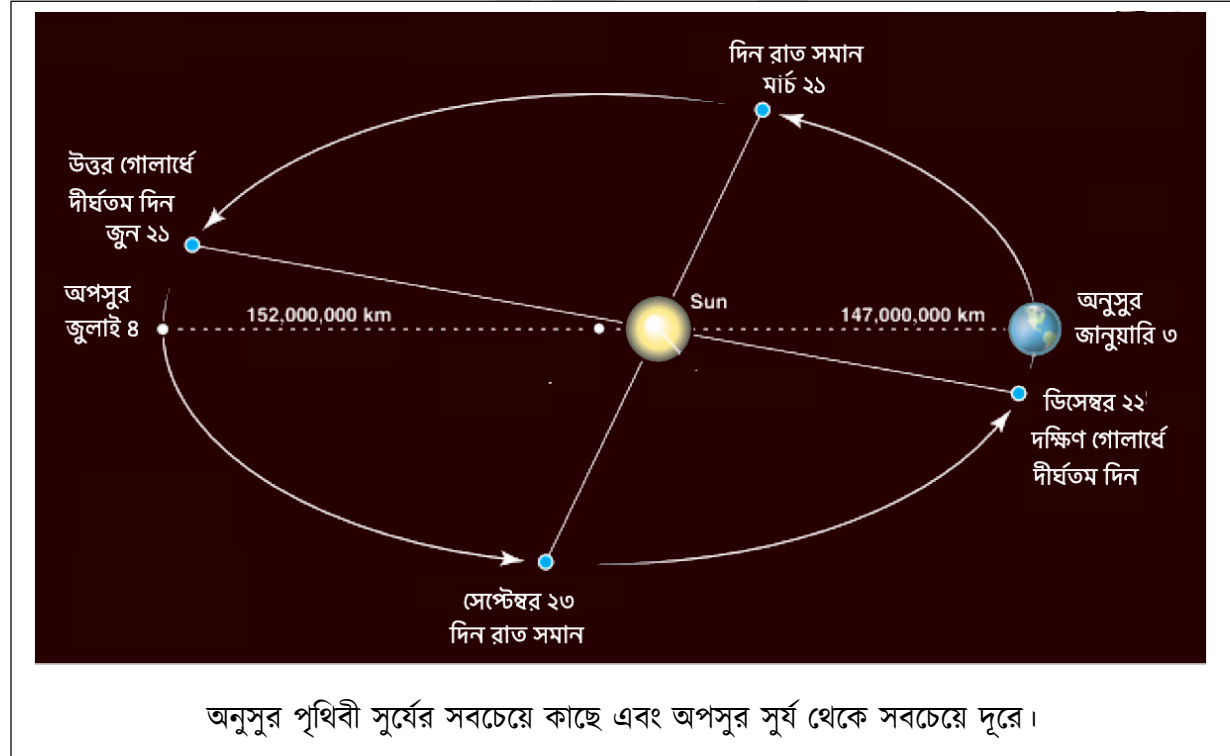 দিন রাত সমান
মার্চ ২১
উত্তর গোলার্ধে
দীর্ঘতম দিন
জুন ২১
অপসুর
জুলাই ৪
152,000,000 km
Sun
147,000,000 km
অনুসুর
জানুয়ারি ৩
ডিসেম্বর ২২
দক্ষিণ গোলার্ধে
দীর্ঘতম দিন
সেপ্টেম্বর ২৩
দিন রাত সমান
অনুসুর পৃথিবী সুর্যের সবচেয়ে কাছে এবং অপসুর সুর্য থেকে সবচেয়ে দূরে।